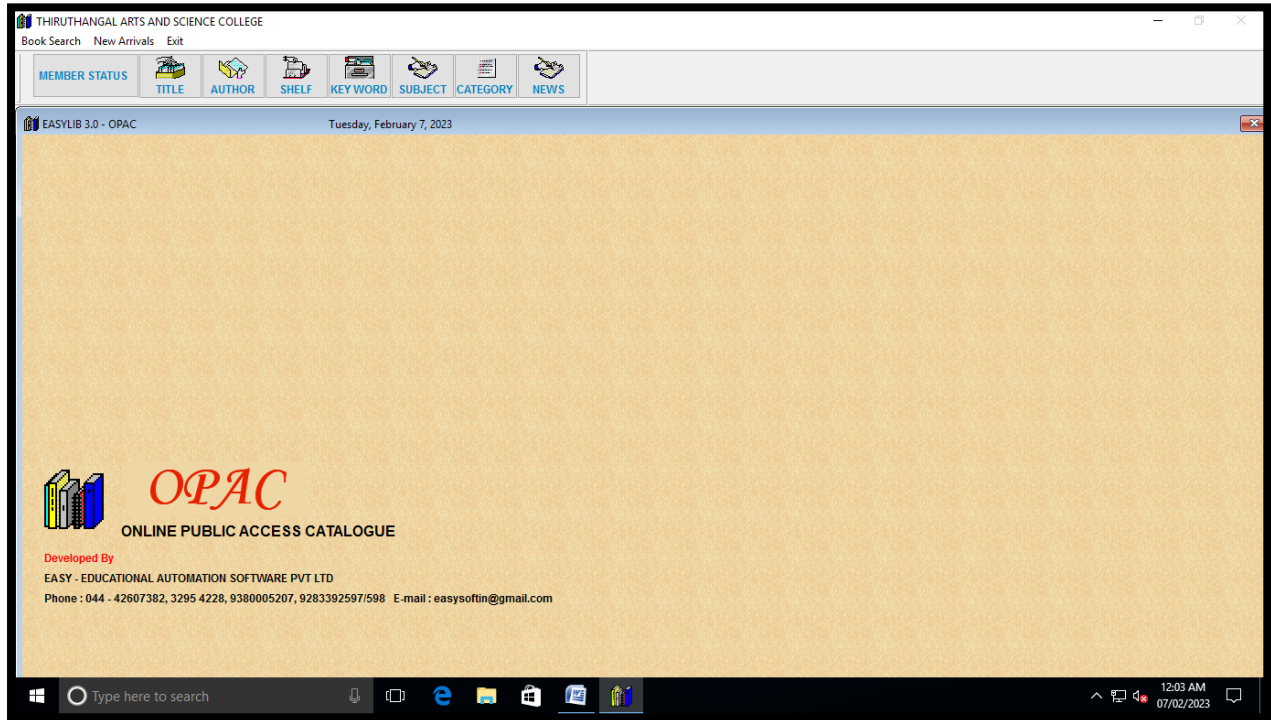 THIRUTHANGAL ARTS AND SCIENCE COLLEGE
Book Search New Arrivals Exit
MEMBER STATUS TITLE AUTHOR SHELF KEY WORD SUBJECT CATEGORY NEWS
EASYLIB 3.0 - OPAC Tuesday, February 7, 2023
OPAC
ONLINE PUBLIC ACCESS CATALOGUE
Developed By
EASY - EDUCATIONAL AUTOMATION SOFTWARE PVT LTD
Phone : 044 - 42607382, 3295 4228, 9380005207, 9283392597/598 E-mail : easysoftin@gmail.com
Type here to search
12:03 AM
07/02/2023